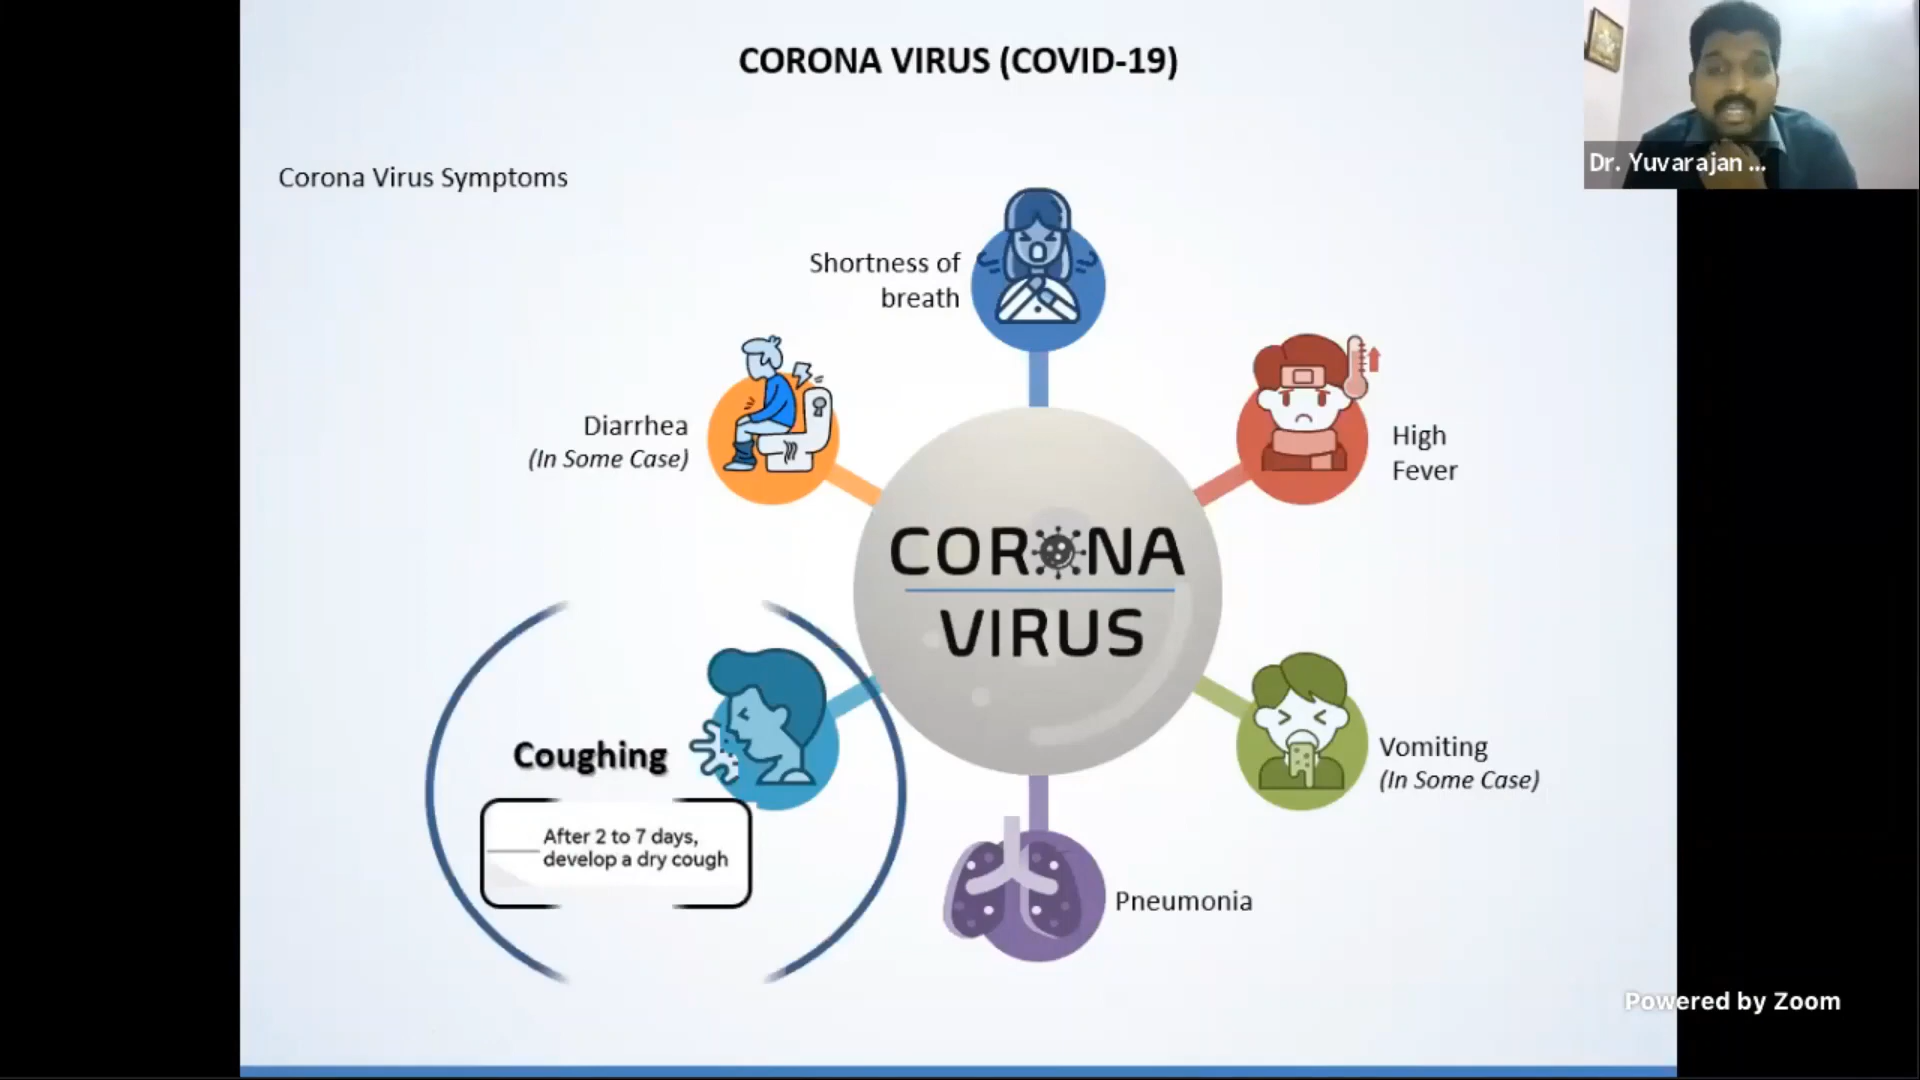 CORONA VIRUS (COVID-19)
Dr. Yuvarajan ...
Corona Virus Symptoms
Shortness of
breath
Diarrhea
(In Some Case)
High
Fever
CORONA
VIRUS
Coughing
After 2 to 7 days,
develop a dry cough
Vomiting
(In Some Case)
Pneumonia
Powered by Zoom